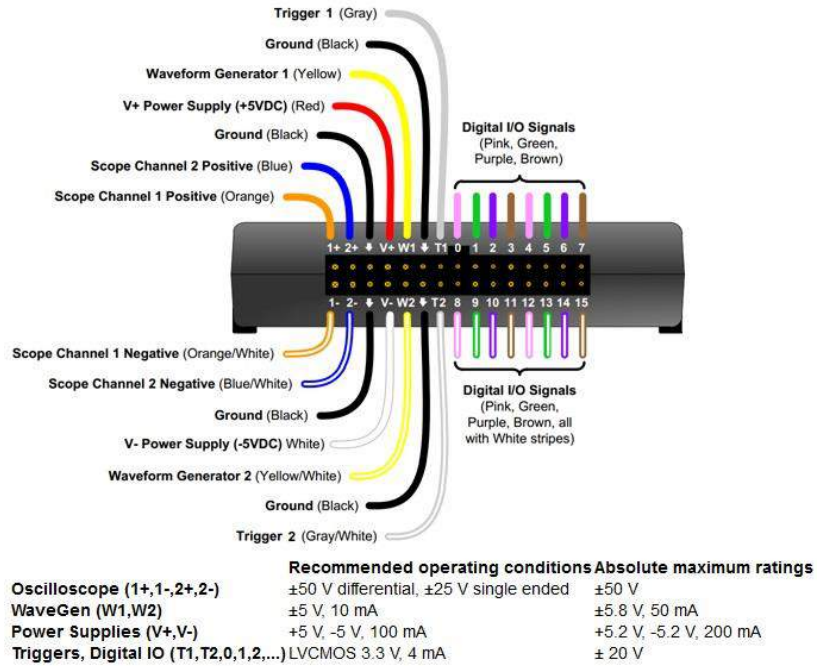 Trigger 1 (Gray)
Ground (Black)
Waveform Generator 1 (Yellow)
V+ Power Supply (+5VDC) (Red)
Ground (Black)
Scope Channel 2 Positive (Blue)
Scope Channel 1 Positive (Orange)
Digital I/O Signals
(Pink, Green,
Purple, Brown)
1+ 2+ V+ W1 T1 0 1 2 3 4 5 6 7
1- 2- V- W2 T2 8 9 10 11 12 13 14 15
Scope Channel 1 Negative (Orange/White)
Scope Channel 2 Negative (Blue/White)
Ground (Black)
V- Power Supply (-5VDC) White)
Waveform Generator 2 (Yellow/White)
Ground (Black)
Trigger 2 (Gray/White)
Digital I/O Signals
(Pink, Green,
Purple, Brown, all
with White stripes)
Recommended operating conditions Absolute maximum ratings
Oscilloscope (1+,1-,2+,2-) ±50 V differential, ±25 V single ended ±50 V
WaveGen (W1,W2) ±5 V, 10 mA ±5.8 V, 50 mA
Power Supplies (V+,V-) +5 V, -5 V, 100 mA +5.2 V, -5.2 V, 200 mA
Triggers, Digital IO (T1,T2,0,1,2,...) LVCMOS 3.3 V, 4 mA ± 20 V